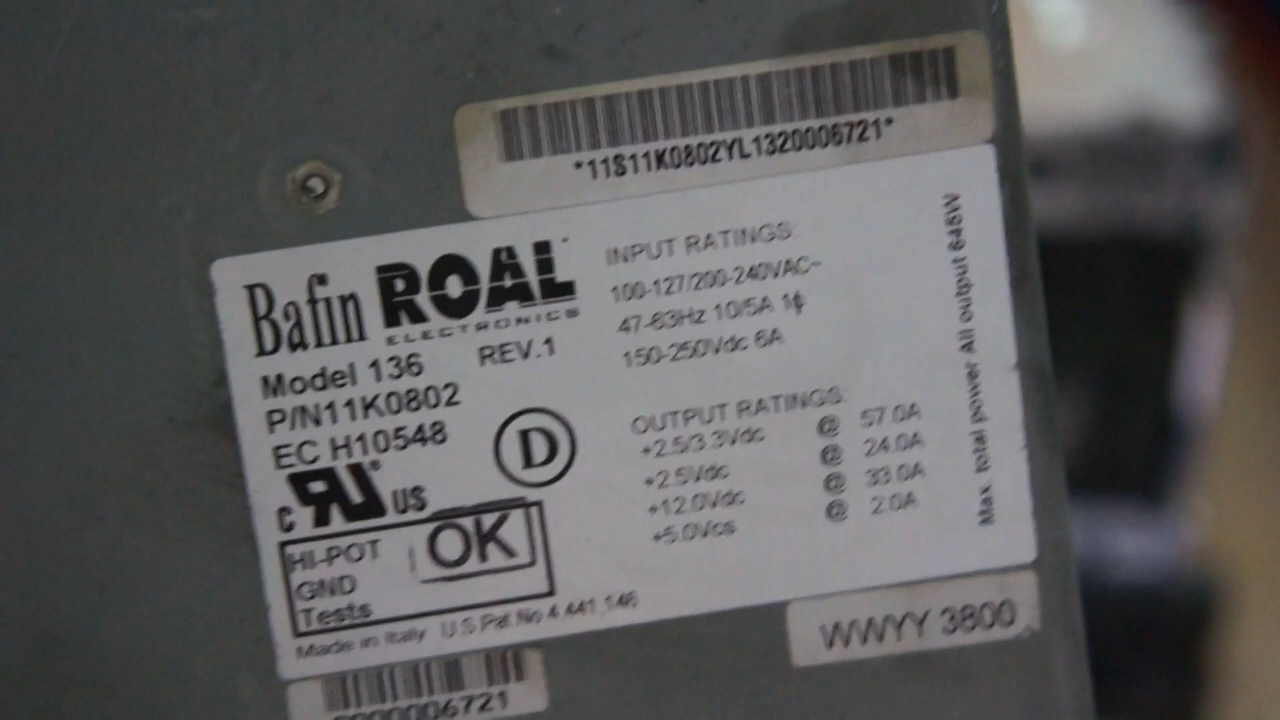 *11S11K0802YL1320006721*
Bafin ROAL
ELECTRONICS
Model 136 REV.1
P/N11K0802
EC H10548
D
C RU® US
HI-POT
GND
Tests
OK
Made in Italy U S Pat No 4,441,146
INPUT RATINGS:
100-127/200-240VAC~
47-63Hz 10/5A 1ϕ
150-250Vdc 6A
OUTPUT RATINGS:
+2.5/3.3Vdc @ 57.0A
+2.5Vdc @ 24.0A
+12.0Vdc @ 33.0A
+5.0Vcs @ 2.0A
Max. total power All output 648W
WWYY 3800
0006721